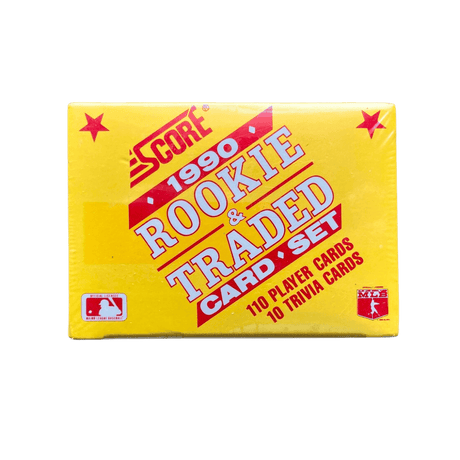 SCORE®
1990
ROOKIE
&
TRADED
CARD • SET
110 PLAYER CARDS
10 TRIVIA CARDS
MLB